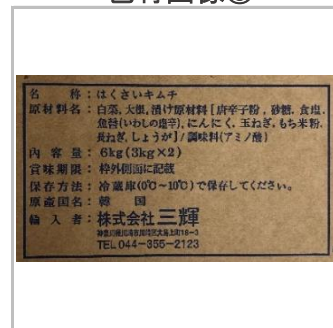 名称：はくさいキムチ
原材料名：白菜、大根、漬け原材料[唐辛子粉、砂糖、食塩、
魚醤(いわしの塩辛)、にんにく、玉ねぎ、もち米粉、
長ねぎ、しょうが]/調味料(アミノ酸)
内容量：6kg(3kg×2)
賞味期限：枠外側面に記載
保存方法：冷蔵庫(0℃～10℃)で保存してください。
原産国名：韓国
輸入者：株式会社三輝
TEL 044-355-2123